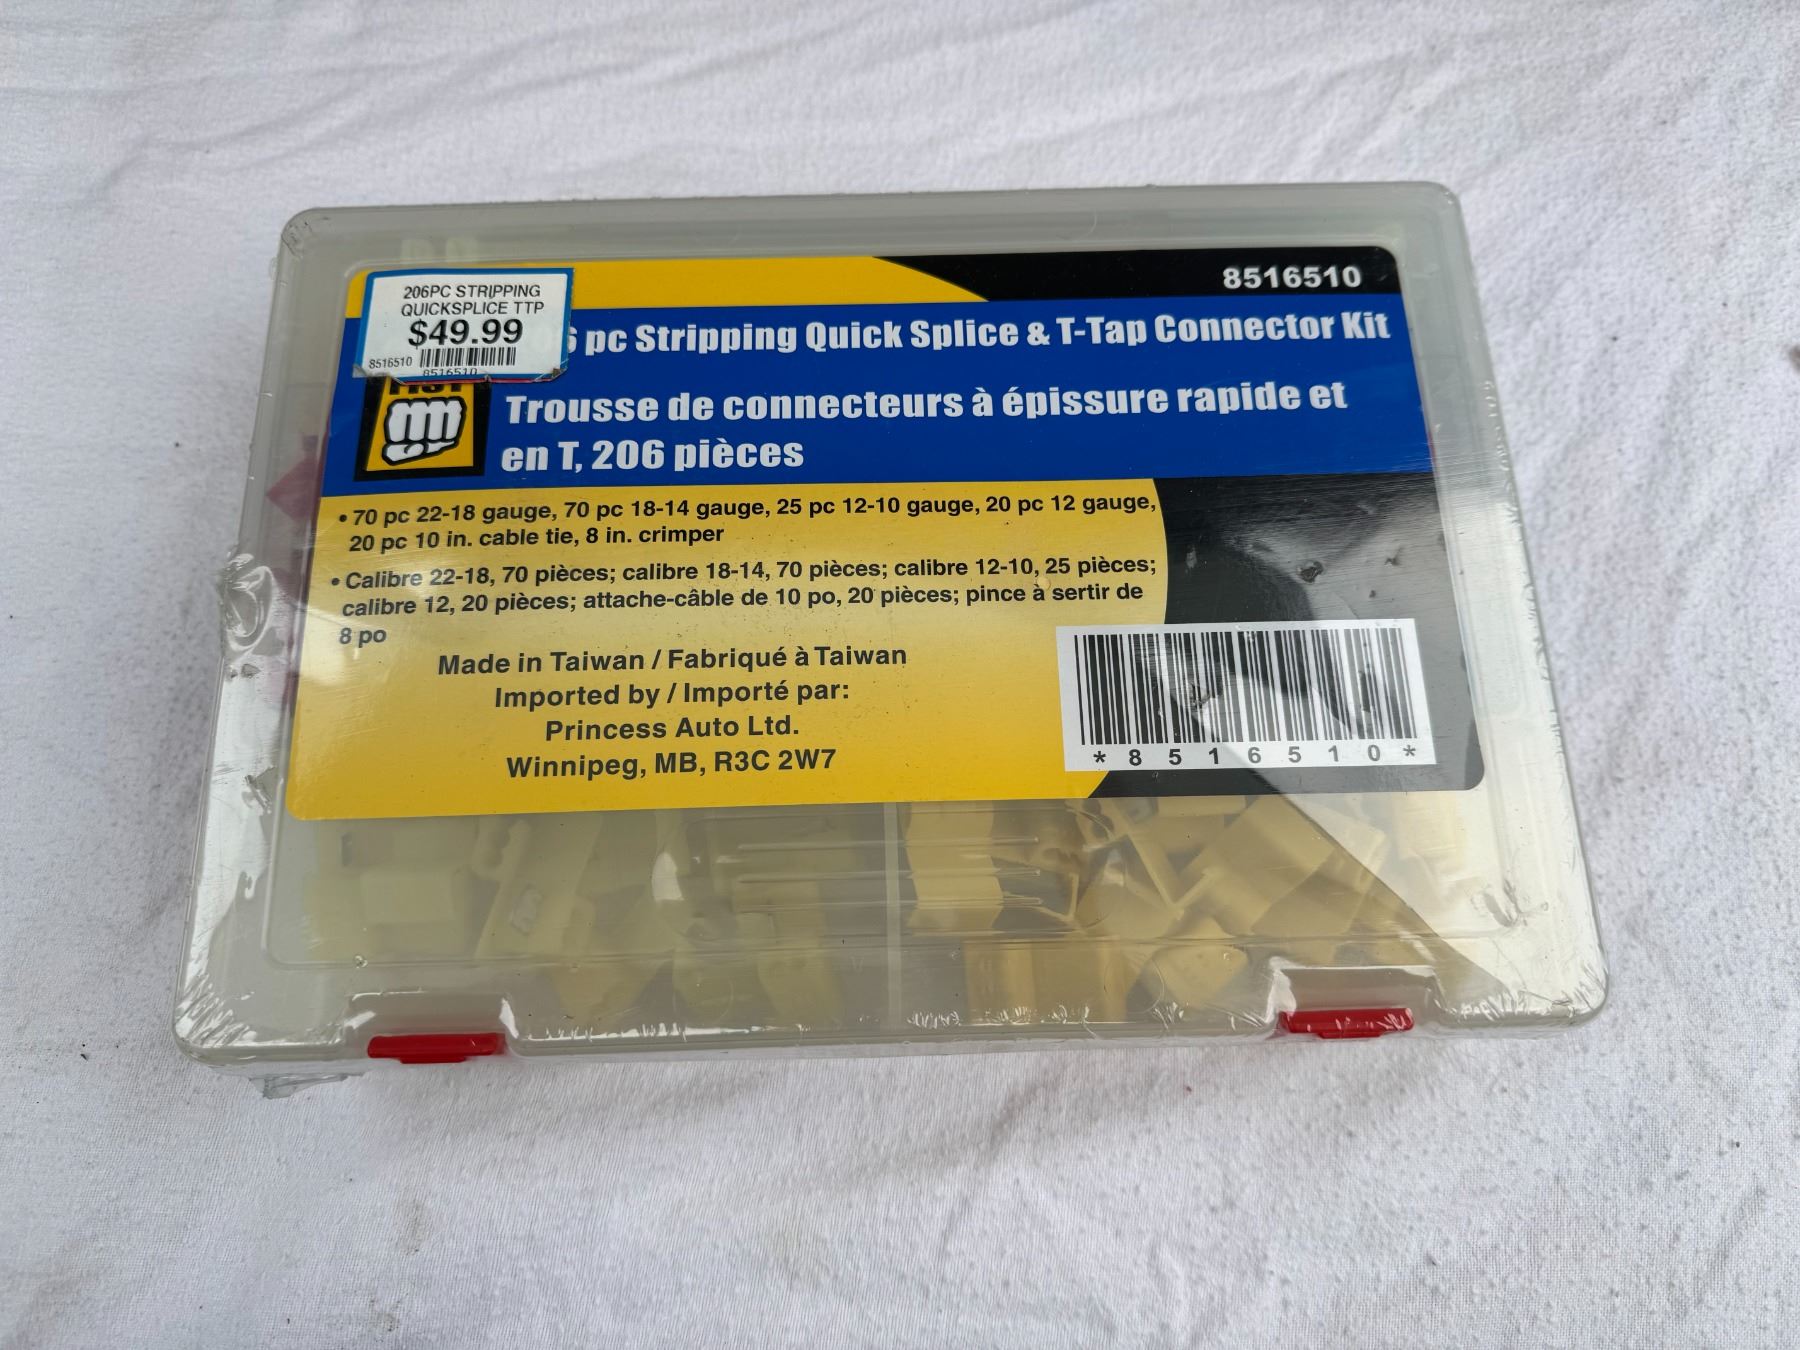 8516510
206PC STRIPPING
QUICKSPLICE TTP
$49.99
8516510
8516510
6 pc Stripping Quick Splice & T-Tap Connector Kit
Trousse de connecteurs à épissure rapide et
en T, 206 pièces
• 70 pc 22-18 gauge, 70 pc 18-14 gauge, 25 pc 12-10 gauge, 20 pc 12 gauge,
20 pc 10 in. cable tie, 8 in. crimper
• Calibre 22-18, 70 pièces; calibre 18-14, 70 pièces; calibre 12-10, 25 pièces;
calibre 12, 20 pièces; attache-câble de 10 po, 20 pièces; pince à sertir de
8 po
Made in Taiwan / Fabriqué à Taiwan
Imported by / Importé par:
Princess Auto Ltd.
Winnipeg, MB, R3C 2W7
*8516510*